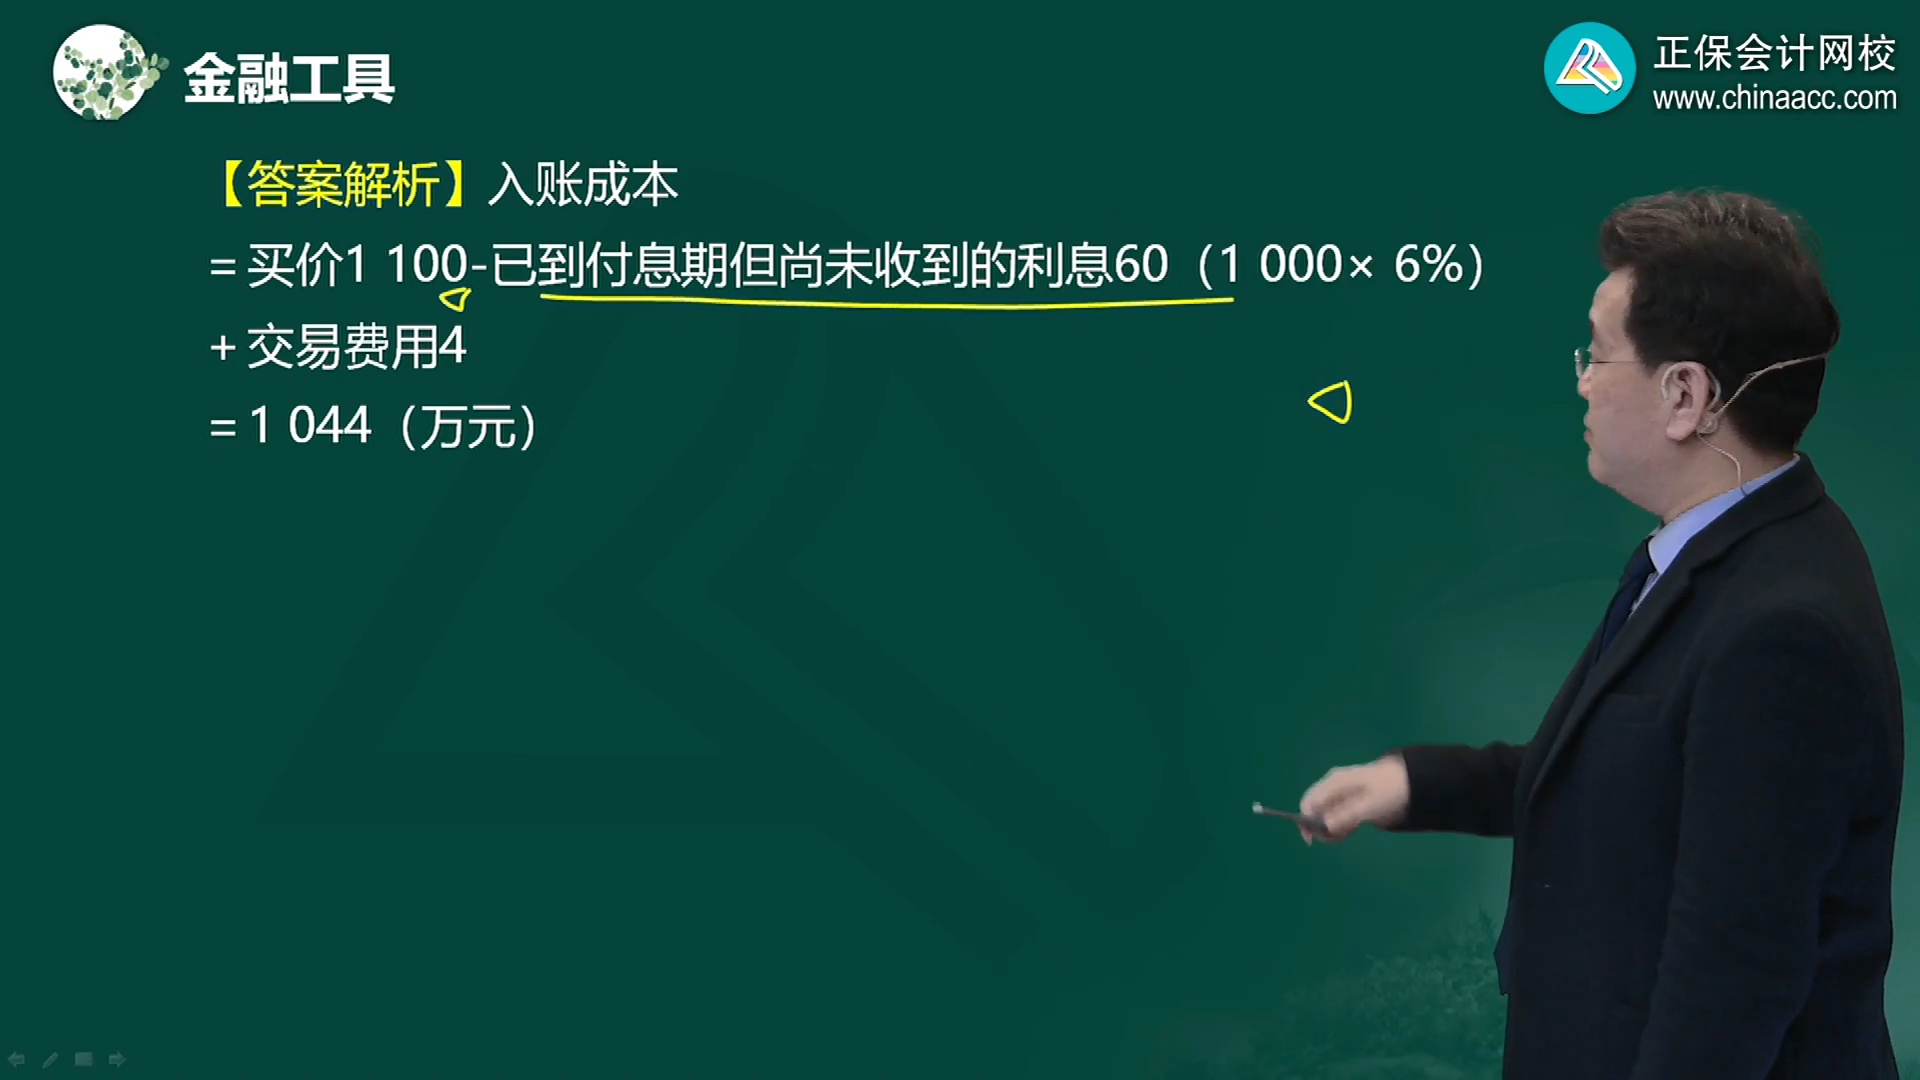 金融工具
正保会计网校
www.chinaacc.com
【答案解析】入账成本
=买价1 100-已到付息期但尚未收到的利息60（1 000× 6%）
+交易费用4
=1 044（万元）